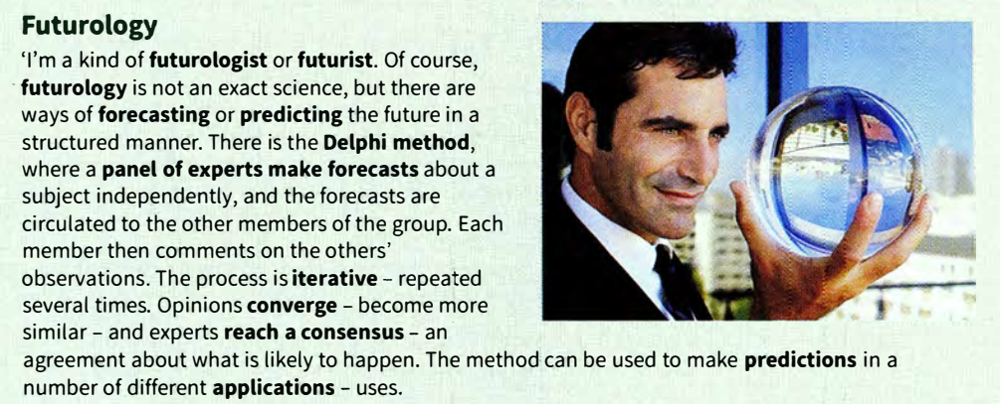 Futurology
‘I’m a kind of futurologist or futurist. Of course,
futurology is not an exact science, but there are
ways of forecasting or predicting the future in a
structured manner. There is the Delphi method,
where a panel of experts make forecasts about a
subject independently, and the forecasts are
circulated to the other members of the group. Each
member then comments on the others’
observations. The process is iterative – repeated
several times. Opinions converge – become more
similar – and experts reach a consensus – an
agreement about what is likely to happen. The method can be used to make predictions in a
number of different applications – uses.